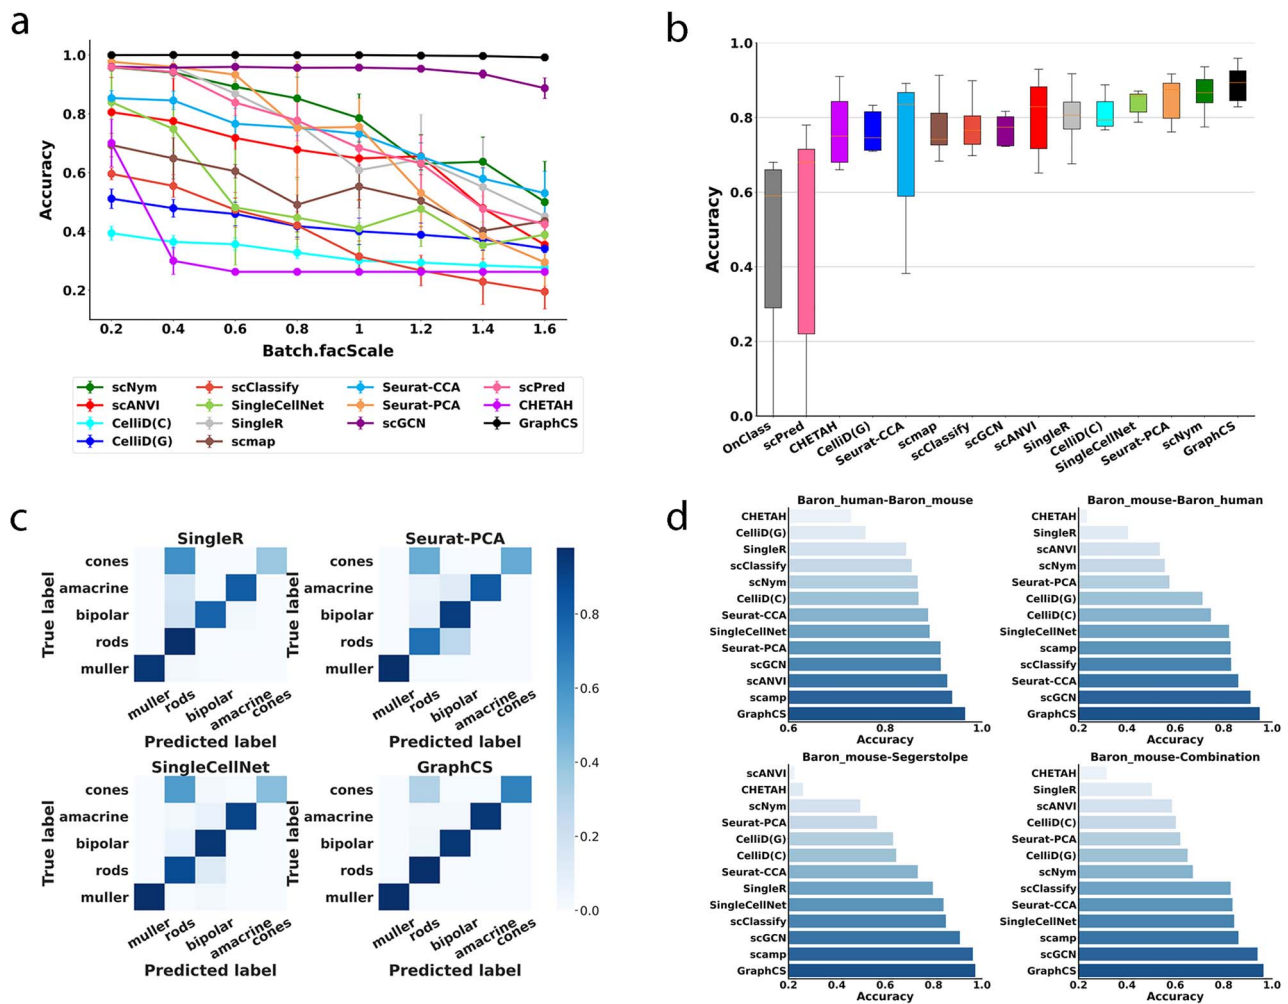 a
1.0
0.8
0.6
0.4
0.2
Accuracy
0.2 0.4 0.6 0.8 1 1.2 1.4 1.6
Batch.facScale
scNym scClassify Seurat-CCA scPred
scANVI SingleCellNet Seurat-PCA CHETAH
CelliD(C) SingleR scGCN GraphCS
CelliD(G) scmap
b
1.0
0.8
0.6
0.4
0.2
0.0
Accuracy
OnClass scPred CHETAH CelliD(G) Seurat-CCA scmap scClassify scGCN scANVI SingleR CelliD(C) SingleCellNet Seurat-PCA scNym GraphCS
c
SingleR
True label
cones
amacrine
bipolar
rods
muller
muller rods bipolar amacrine cones
Predicted label
Seurat-PCA
True label
cones
amacrine
bipolar
rods
muller
muller rods bipolar amacrine cones
Predicted label
SingleCellNet
True label
cones
amacrine
bipolar
rods
muller
muller rods bipolar amacrine cones
Predicted label
GraphCS
True label
cones
amacrine
bipolar
rods
muller
muller rods bipolar amacrine cones
Predicted label
0.8
0.6
0.4
0.2
0.0
d
Baron_human-Baron_mouse
CHETAH
CelliD(G)
SingleR
scClassify
scNym
CelliD(C)
Seurat-CCA
SingleCellNet
Seurat-PCA
scGCN
scANVI
scamp
GraphCS
0.6 0.8 1.0
Accuracy
Baron_mouse-Baron_human
CHETAH
SingleR
scANVI
scNym
Seurat-PCA
CelliD(G)
CelliD(C)
SingleCellNet
scamp
scClassify
Seurat-CCA
scGCN
GraphCS
0.2 0.4 0.6 0.8 1.0
Accuracy
Baron_mouse-Segerstolpe
scANVI
CHETAH
scNym
Seurat-PCA
CelliD(G)
CelliD(C)
Seurat-CCA
SingleR
SingleCellNet
scClassify
scGCN
scamp
GraphCS
0.2 0.4 0.6 0.8 1.0
Accuracy
Baron_mouse-Combination
CHETAH
SingleR
scANVI
CelliD(C)
Seurat-PCA
CelliD(G)
scNym
scClassify
Seurat-CCA
SingleCellNet
scamp
scGCN
GraphCS
0.2 0.4 0.6 0.8 1.0
Accuracy